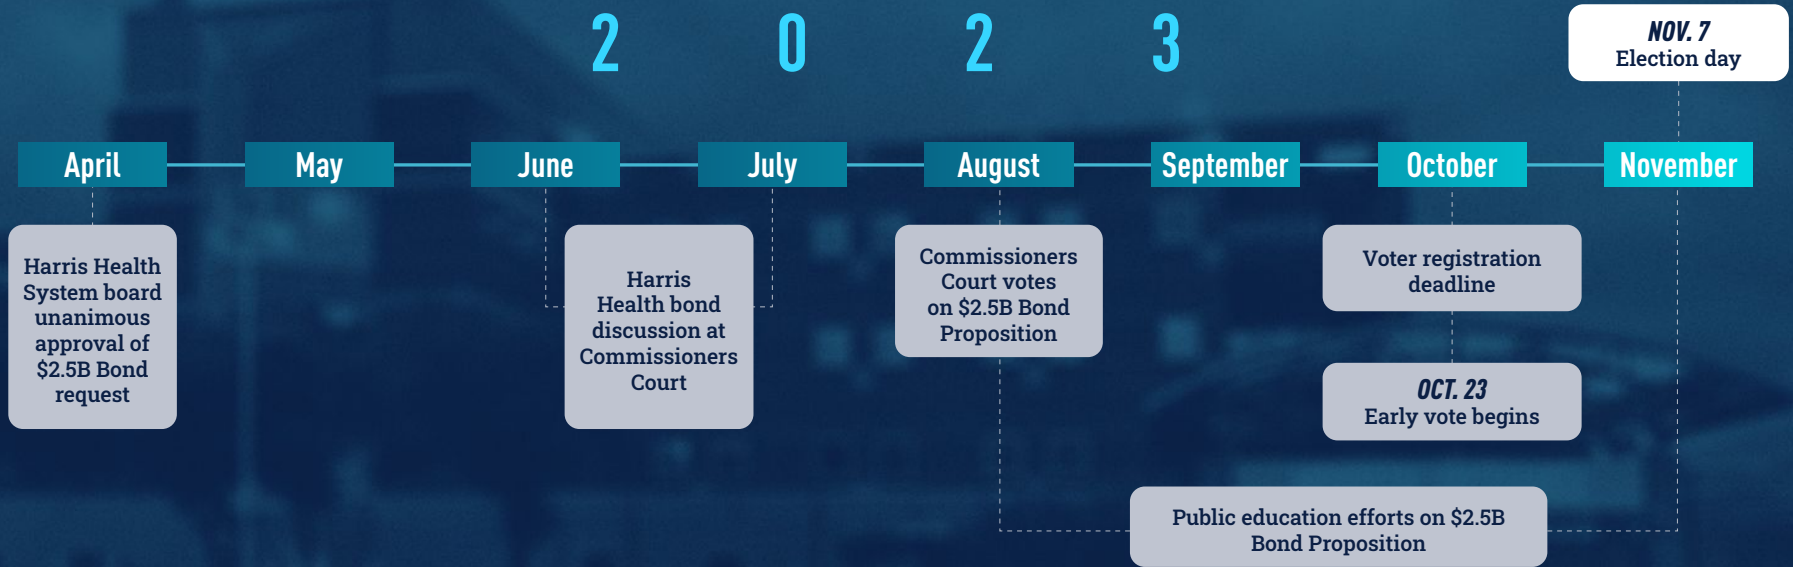 2 0 2 3
NOV. 7
Election day
April
May
June
July
August
September
October
November
Harris Health
System board
unanimous
approval of
$2.5B Bond
request
Harris
Health bond
discussion at
Commissioners
Court
Commissioners
Court votes
on $2.5B Bond
Proposition
Voter registration
deadline
OCT. 23
Early vote begins
Public education efforts on $2.5B
Bond Proposition